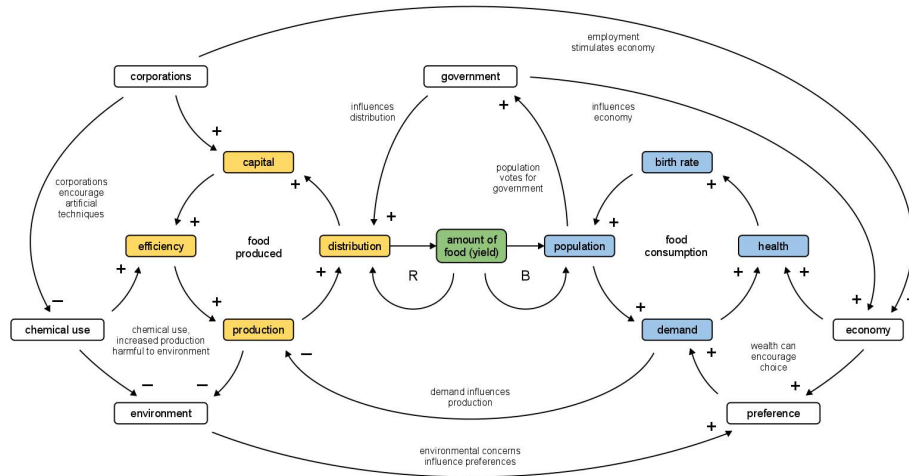 employment
stimulates economy
corporations
government
influences
distribution
influences
economy
+
+
capital
birth rate
corporations
encourage
artificial
techniques
population
votes for
government
+
+
+
+
+
efficiency
food
produced
distribution
amount of
food (yield)
population
food
consumption
health
+
+
+
+
R
B
+
+
–
+
–
chemical use
chemical use,
increased production
harmful to environment
production
demand
economy
–
+
wealth can
encourage
choice
–
–
demand influences
production
+
environment
preference
+
environmental concerns
influence preferences